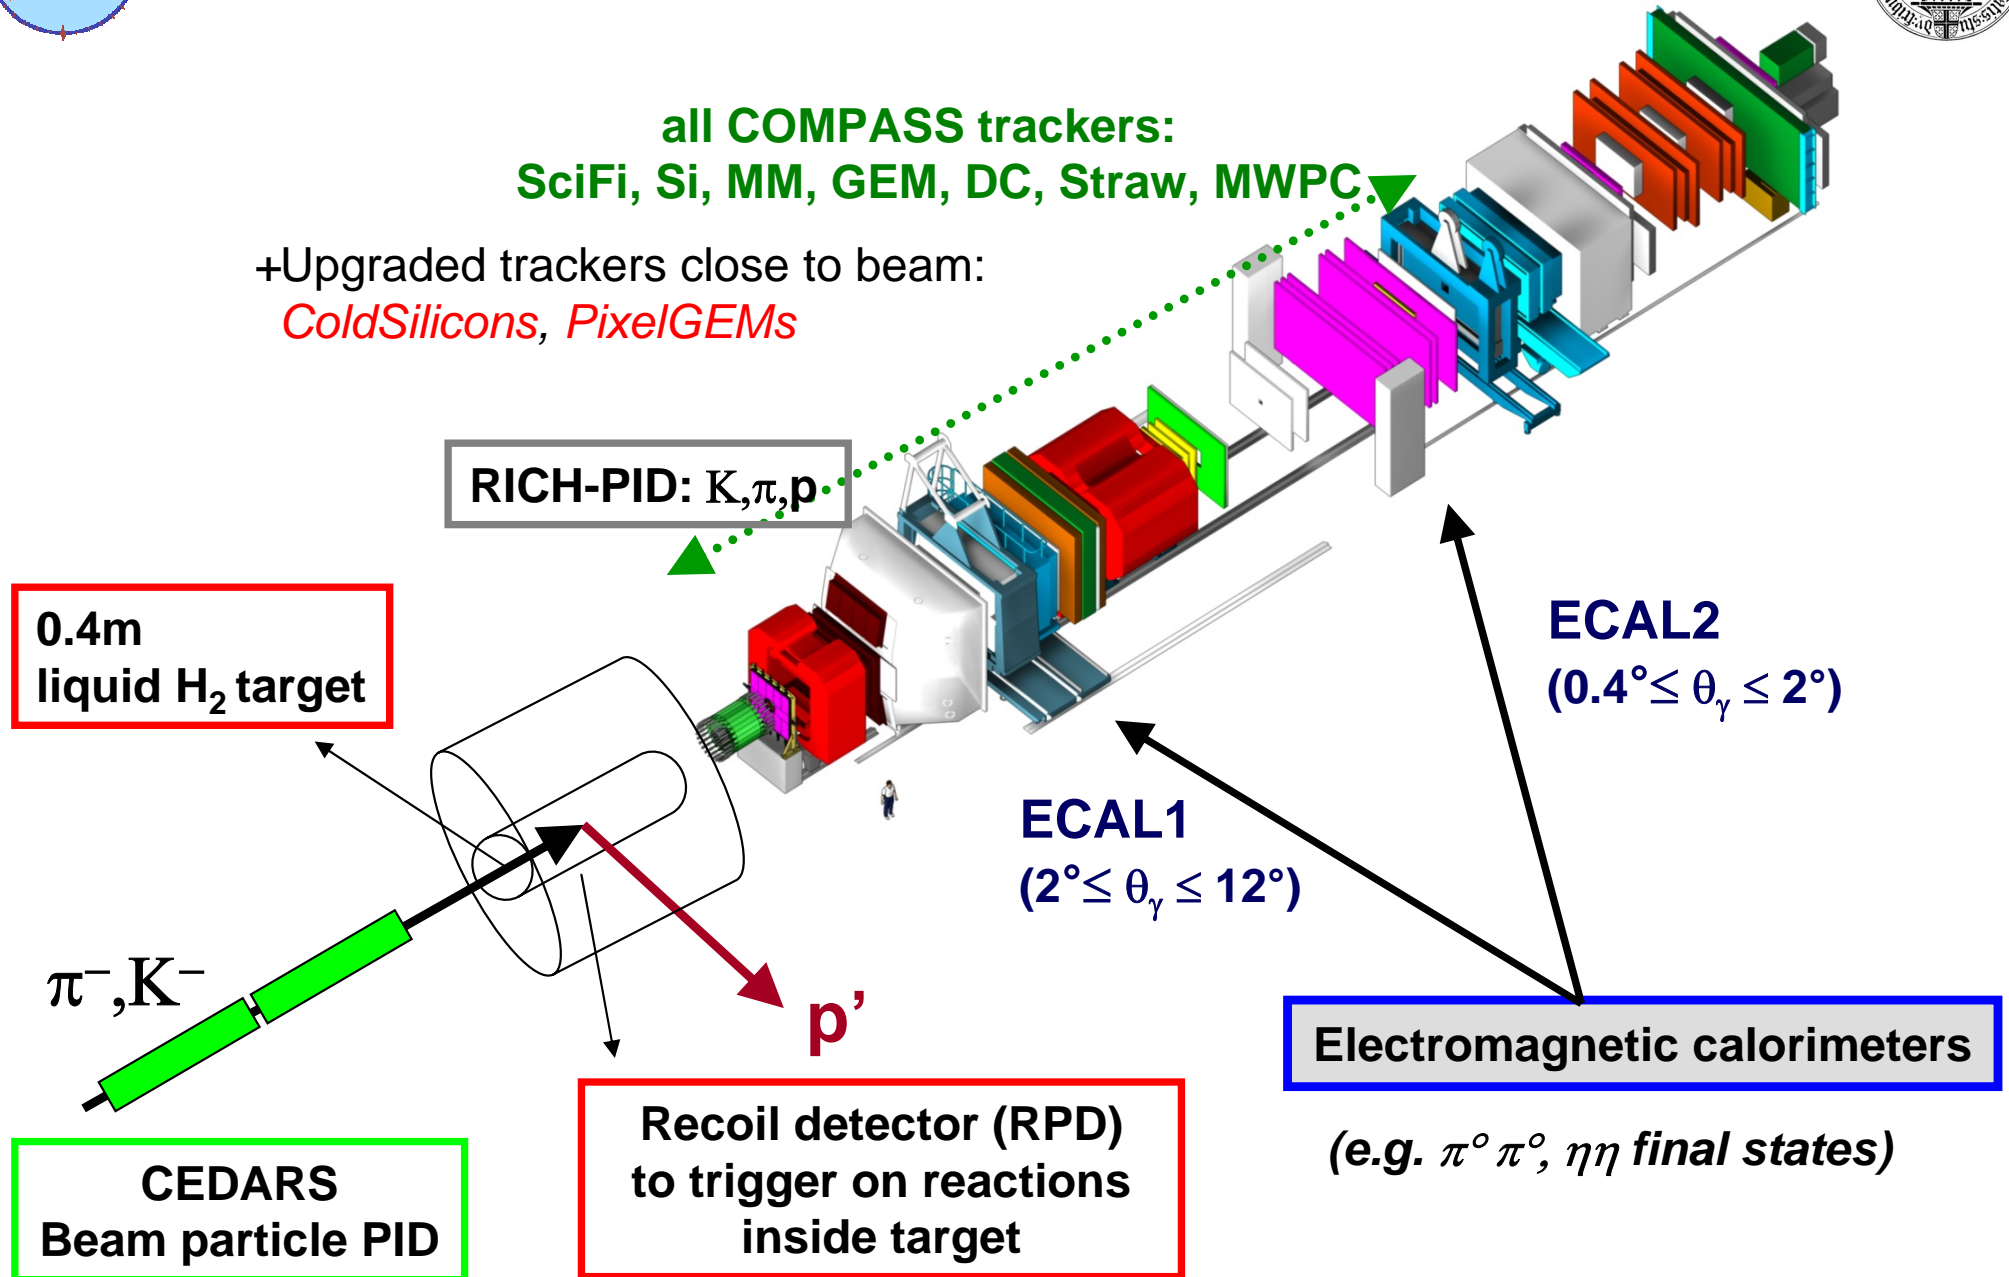 all COMPASS trackers:
SciFi, Si, MM, GEM, DC, Straw, MWPC
+Upgraded trackers close to beam:
ColdSilicons, PixelGEMs
RICH-PID: K,π,p
0.4m
liquid H₂ target
ECAL2
(0.4°≤ θᵧ ≤ 2°)
ECAL1
(2°≤ θᵧ ≤ 12°)
π⁻,K⁻
p’
Electromagnetic calorimeters
(e.g. π° π°, ηη final states)
Recoil detector (RPD)
to trigger on reactions
inside target
CEDARS
Beam particle PID